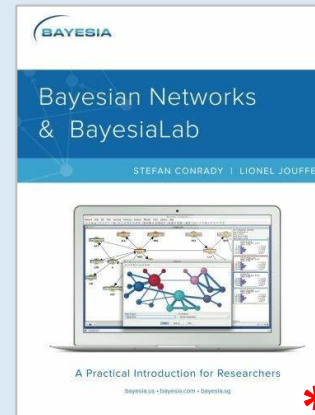 BAYESIA
Bayesian Networks
& BayesiaLab
STEFAN CONRADY | LIONEL JOUFFE
A Practical Introduction for Researchers
bayesia.us • bayesia.com • bayesia.sg
*